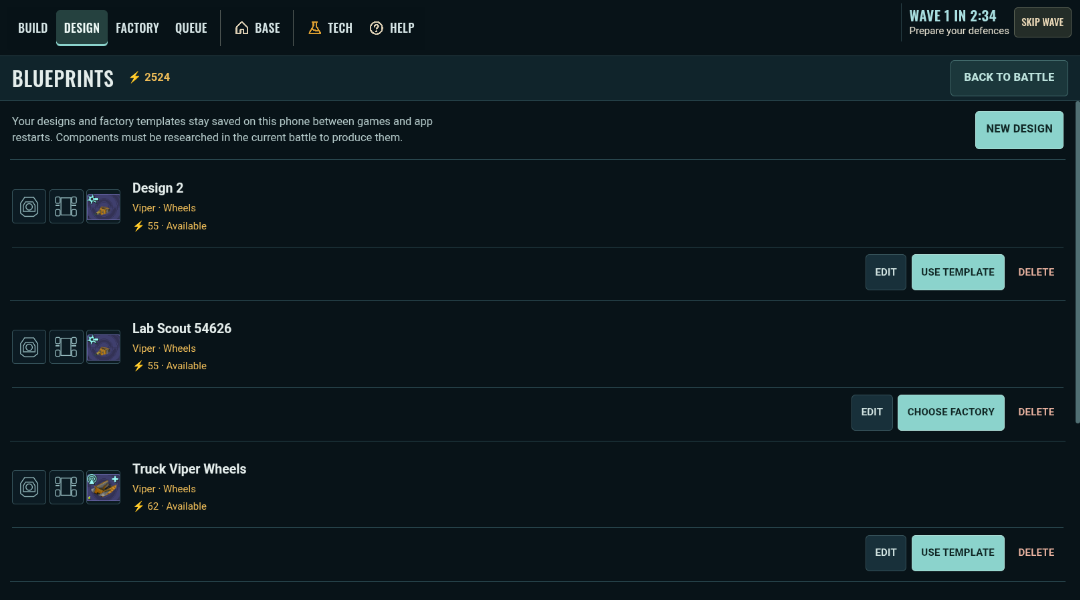 BUILD DESIGN FACTORY QUEUE BASE TECH HELP
WAVE 1 IN 2:34
Prepare your defences
SKIP WAVE
BLUEPRINTS ⚡ 2524
BACK TO BATTLE
Your designs and factory templates stay saved on this phone between games and app
restarts. Components must be researched in the current battle to produce them.
NEW DESIGN
Design 2
Viper · Wheels
⚡ 55 · Available
EDIT USE TEMPLATE DELETE
Lab Scout 54626
Viper · Wheels
⚡ 55 · Available
EDIT CHOOSE FACTORY DELETE
Truck Viper Wheels
Viper · Wheels
⚡ 62 · Available
EDIT USE TEMPLATE DELETE